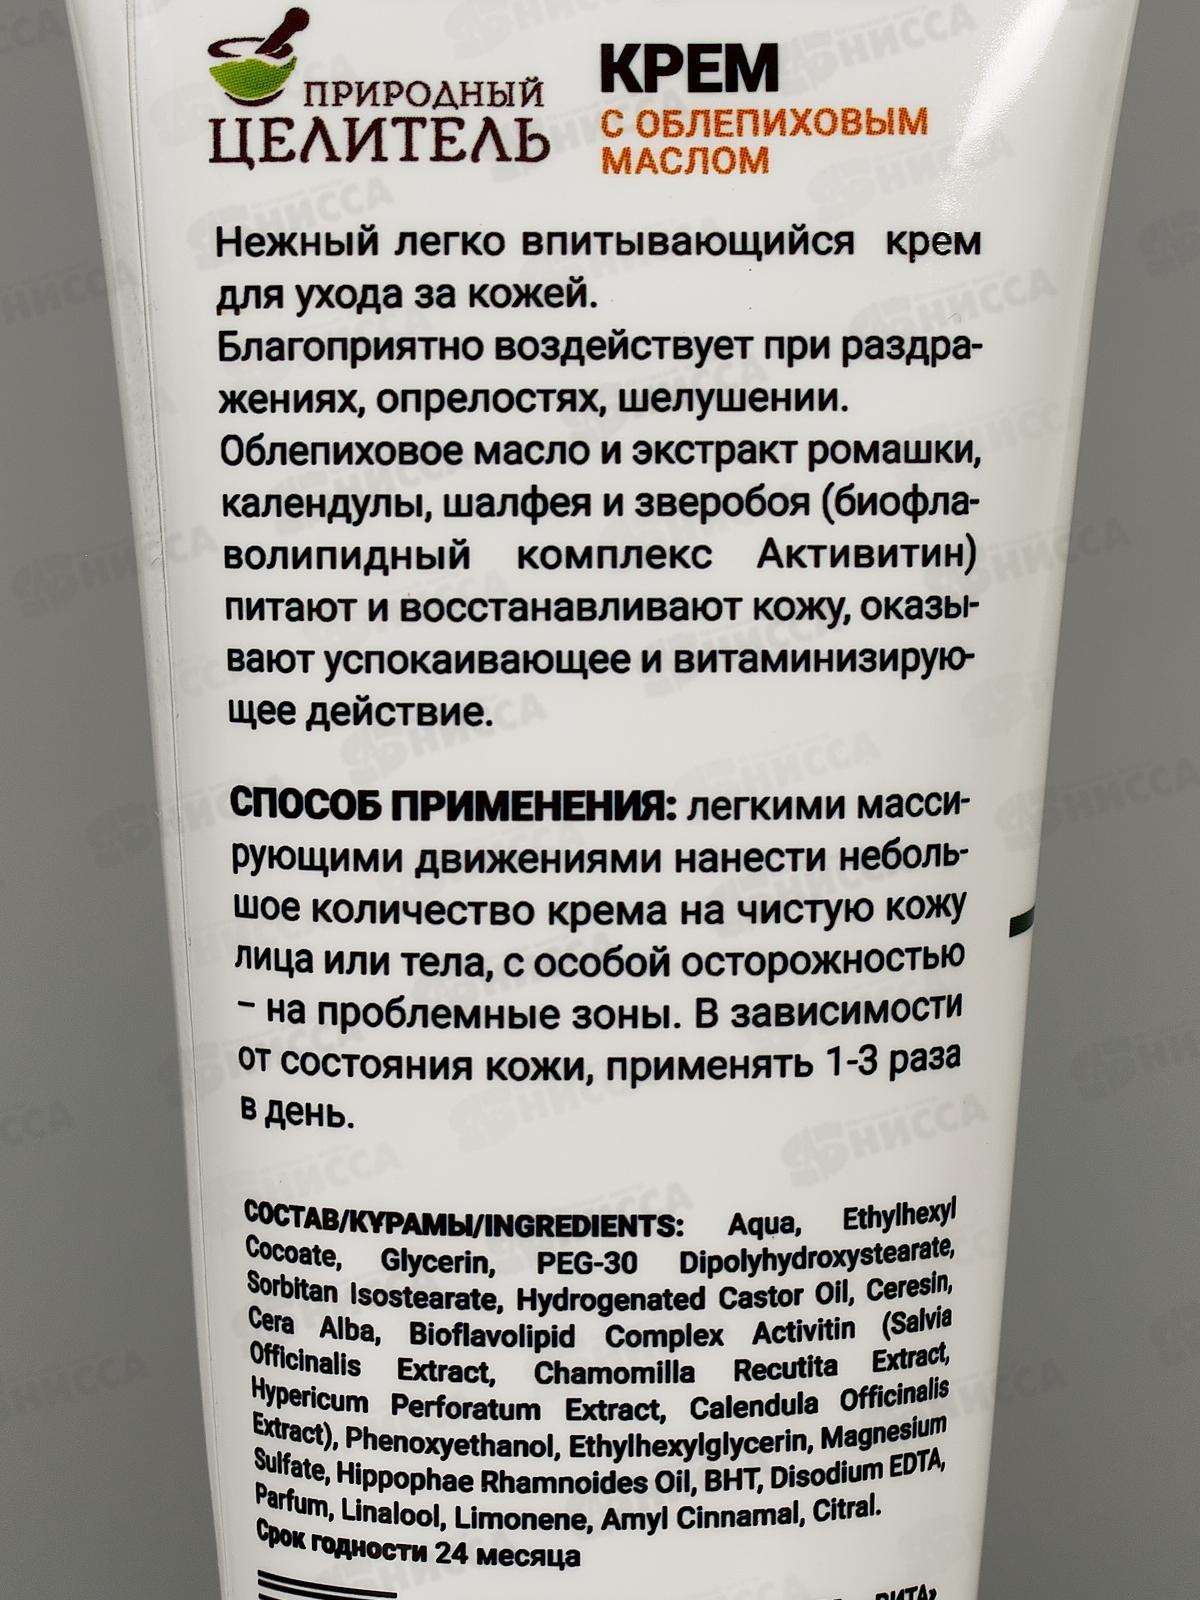 ПРИРОДНЫЙ
ЦЕЛИТЕЛЬ
КРЕМ
С ОБЛЕПИХОВЫМ
МАСЛОМ
Нежный легко впитывающийся крем
для ухода за кожей.
Благоприятно воздействует при раздра-
жениях, опрелостях, шелушении.
Облепиховое масло и экстракт ромашки,
календулы, шалфея и зверобоя (биофла-
волипидный комплекс Активитин)
питают и восстанавливают кожу, оказы-
вают успокаивающее и витаминизирую-
щее действие.
СПОСОБ ПРИМЕНЕНИЯ: легкими масси-
рующими движениями нанести неболь-
шое количество крема на чистую кожу
лица или тела, с особой осторожностью
– на проблемные зоны. В зависимости
от состояния кожи, применять 1-3 раза
в день.
СОСТАВ/ҚҰРАМЫ/INGREDIENTS: Aqua, Ethylhexyl
Cocoate, Glycerin, PEG-30 Dipolyhydroxystearate,
Sorbitan Isostearate, Hydrogenated Castor Oil, Ceresin,
Cera Alba, Bioflavolipid Complex Activitin (Salvia
Officinalis Extract, Chamomilla Recutita Extract,
Hypericum Perforatum Extract, Calendula Officinalis
Extract), Phenoxyethanol, Ethylhexylglycerin, Magnesium
Sulfate, Hippophae Rhamnoides Oil, BHT, Disodium EDTA,
Parfum, Linalool, Limonene, Amyl Cinnamal, Citral.
Срок годности 24 месяца
НИССА